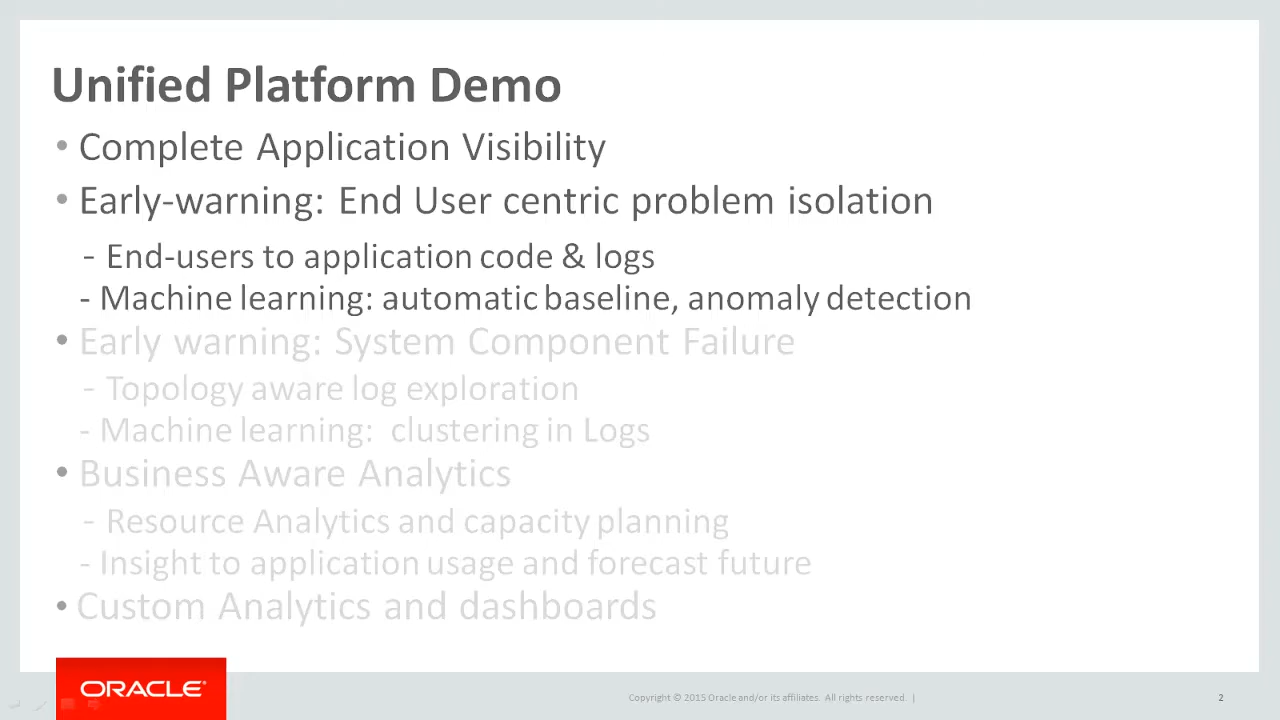 Unified Platform Demo
• Complete Application Visibility
• Early-warning: End User centric problem isolation
- End-users to application code & logs
- Machine learning: automatic baseline, anomaly detection
• Early warning: System Component Failure
- Topology aware log exploration
- Machine learning: clustering in Logs
• Business Aware Analytics
- Resource Analytics and capacity planning
- Insight to application usage and forecast future
• Custom Analytics and dashboards
ORACLE®
Copyright © 2015 Oracle and/or its affiliates. All rights reserved. |
2